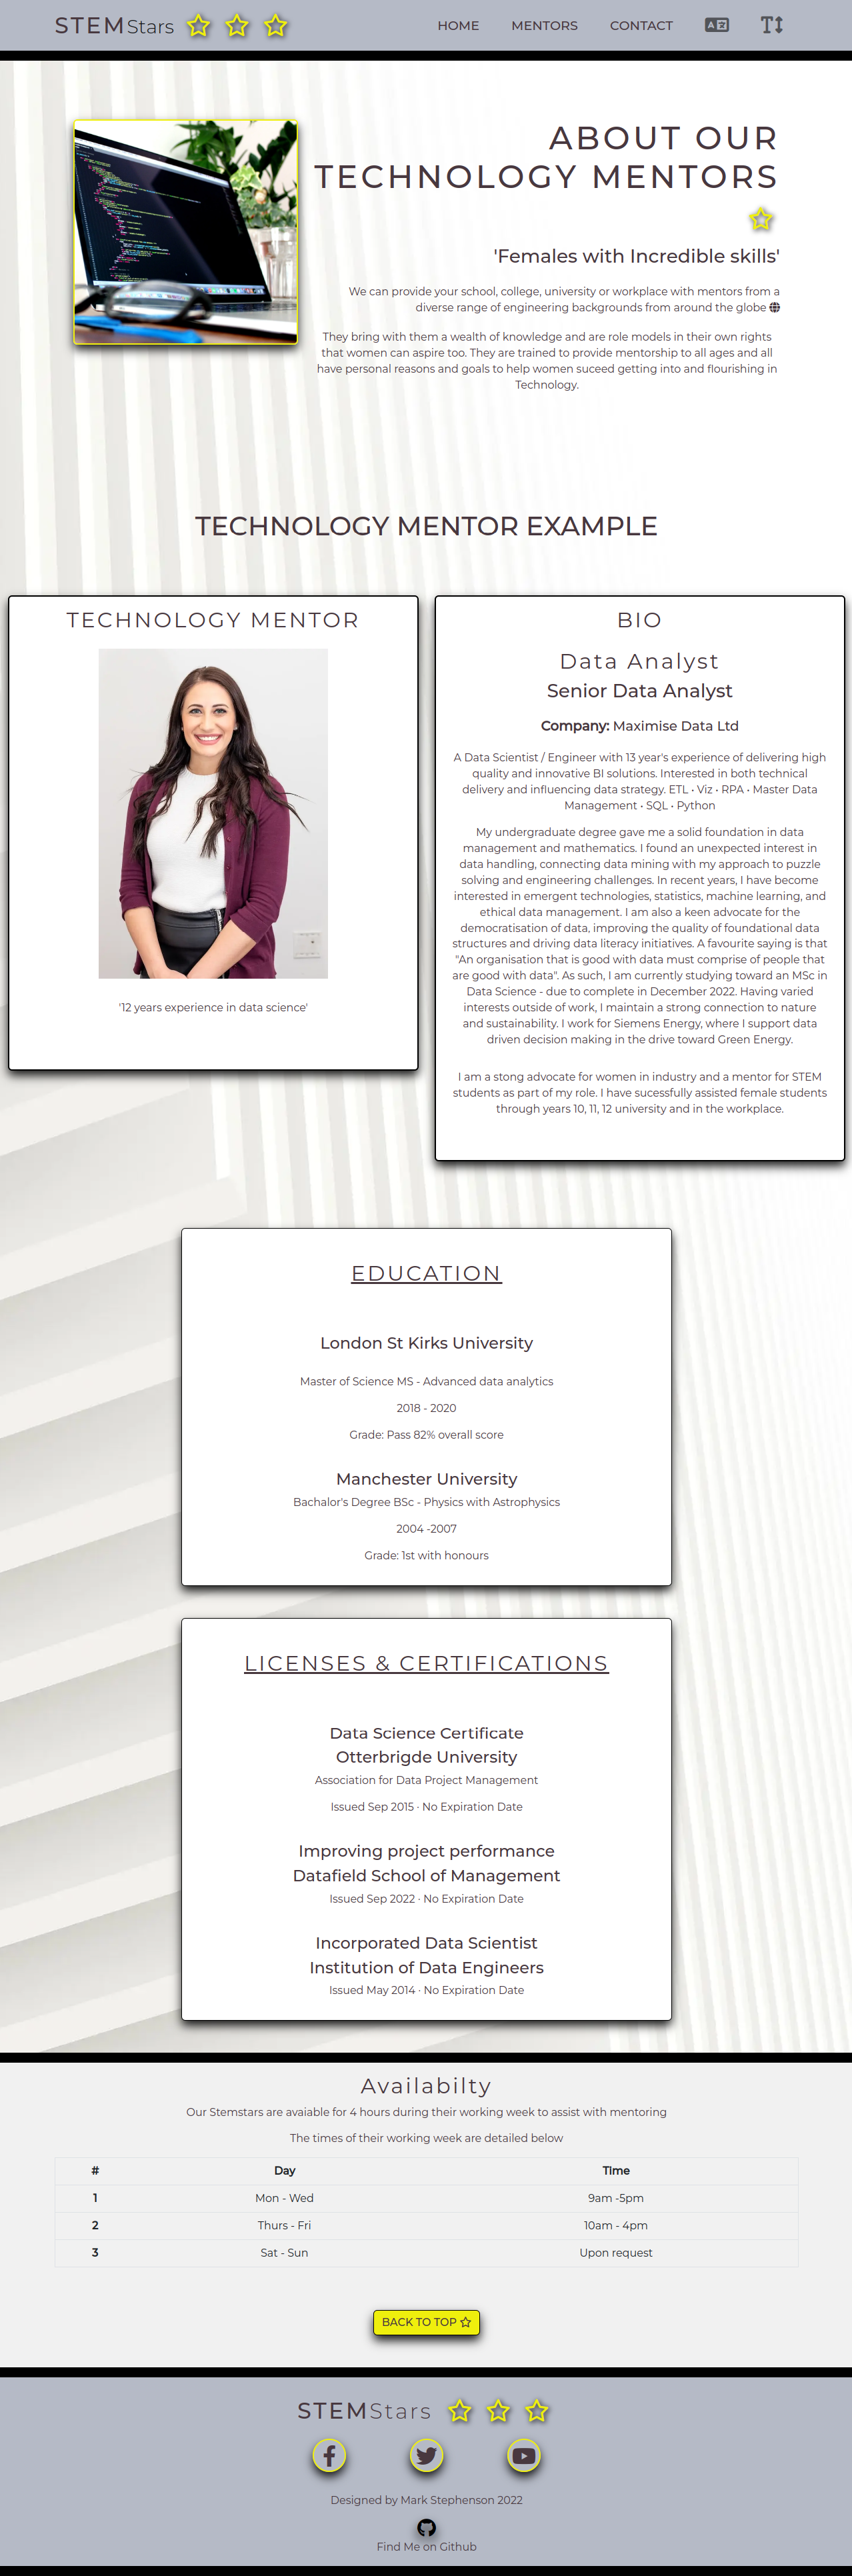 STEMStars
HOME
MENTORS
CONTACT
ABOUT OUR
TECHNOLOGY MENTORS
'Females with Incredible skills'
We can provide your school, college, university or workplace with mentors from a
diverse range of engineering backgrounds from around the globe
They bring with them a wealth of knowledge and are role models in their own rights
that women can aspire too. They are trained to provide mentorship to all ages and all
have personal reasons and goals to help women suceed getting into and flourishing in
Technology.
TECHNOLOGY MENTOR EXAMPLE
TECHNOLOGY MENTOR
'12 years experience in data science'
BIO
Data Analyst
Senior Data Analyst
Company: Maximise Data Ltd
A Data Scientist / Engineer with 13 year's experience of delivering high
quality and innovative BI solutions. Interested in both technical
delivery and influencing data strategy. ETL • Viz • RPA • Master Data
Management • SQL • Python
My undergraduate degree gave me a solid foundation in data
management and mathematics. I found an unexpected interest in
data handling, connecting data mining with my approach to puzzle
solving and engineering challenges. In recent years, I have become
interested in emergent technologies, statistics, machine learning, and
ethical data management. I am also a keen advocate for the
democratisation of data, improving the quality of foundational data
structures and driving data literacy initiatives. A favourite saying is that
"An organisation that is good with data must comprise of people that
are good with data". As such, I am currently studying toward an MSc in
Data Science - due to complete in December 2022. Having varied
interests outside of work, I maintain a strong connection to nature
and sustainability. I work for Siemens Energy, where I support data
driven decision making in the drive toward Green Energy.
I am a stong advocate for women in industry and a mentor for STEM
students as part of my role. I have sucessfully assisted female students
through years 10, 11, 12 university and in the workplace.
EDUCATION
London St Kirks University
Master of Science MS - Advanced data analytics
2018 - 2020
Grade: Pass 82% overall score
Manchester University
Bachalor's Degree BSc - Physics with Astrophysics
2004 -2007
Grade: 1st with honours
LICENSES & CERTIFICATIONS
Data Science Certificate
Otterbrigde University
Association for Data Project Management
Issued Sep 2015 · No Expiration Date
Improving project performance
Datafield School of Management
Issued Sep 2022 · No Expiration Date
Incorporated Data Scientist
Institution of Data Engineers
Issued May 2014 · No Expiration Date
Availabilty
Our Stemstars are avaiable for 4 hours during their working week to assist with mentoring
The times of their working week are detailed below
# Day Time
1 Mon - Wed 9am -5pm
2 Thurs - Fri 10am - 4pm
3 Sat - Sun Upon request
BACK TO TOP
STEMStars
Designed by Mark Stephenson 2022
Find Me on Github